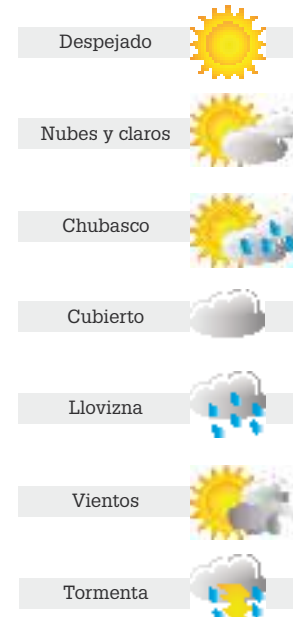 Despejado
Nubes y claros
Chubasco
Cubierto
Llovizna
Vientos
Tormenta